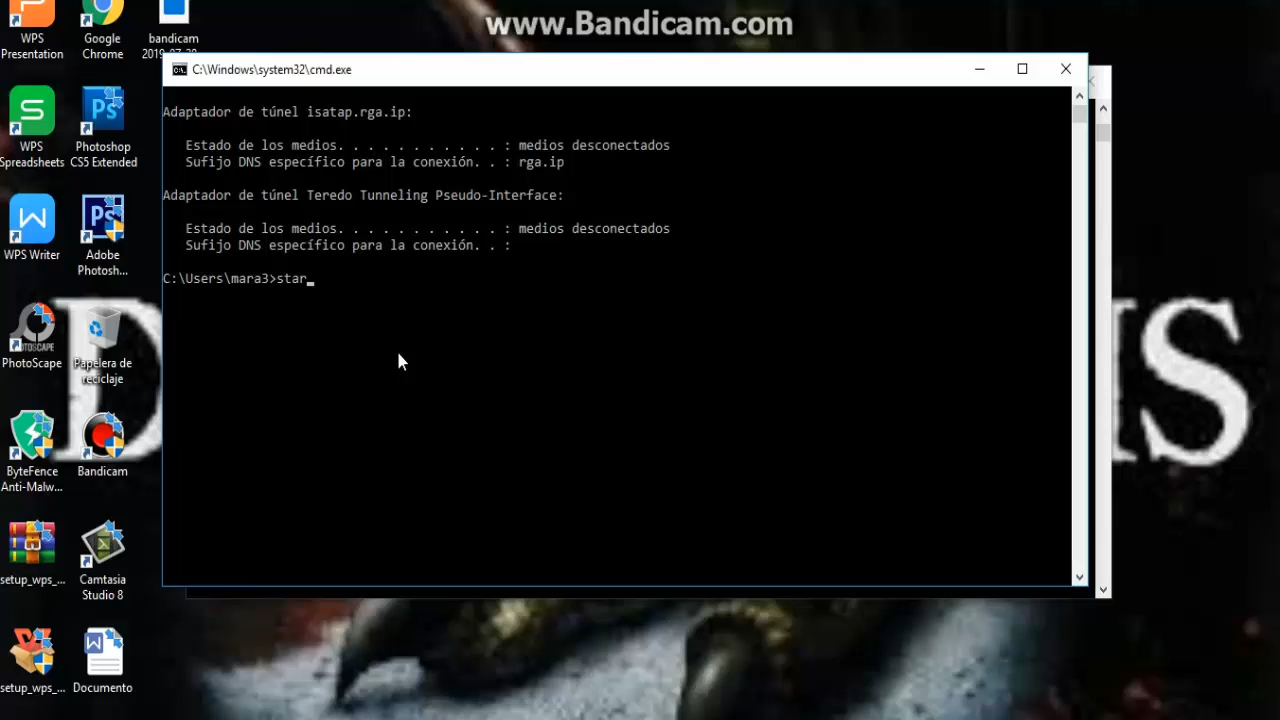 www.Bandicam.com
WPS
Presentation
Google
Chrome
bandicam
C:\Windows\system32\cmd.exe
Adaptador de túnel isatap.rga.ip:
Estado de los medios. . . . . . . . . . . : medios desconectados
Sufijo DNS específico para la conexión. . : rga.ip
Adaptador de túnel Teredo Tunneling Pseudo-Interface:
Estado de los medios. . . . . . . . . . . : medios desconectados
Sufijo DNS específico para la conexión. . :
C:\Users\mara3>star_
WPS
Spreadsheets
Photoshop
CS5 Extended
WPS Writer
Adobe
Photosh...
PhotoScape
Papelera de
reciclaje
ByteFence
Anti-Malw...
Bandicam
setup_wps_...
Camtasia
Studio 8
setup_wps_...
Documento